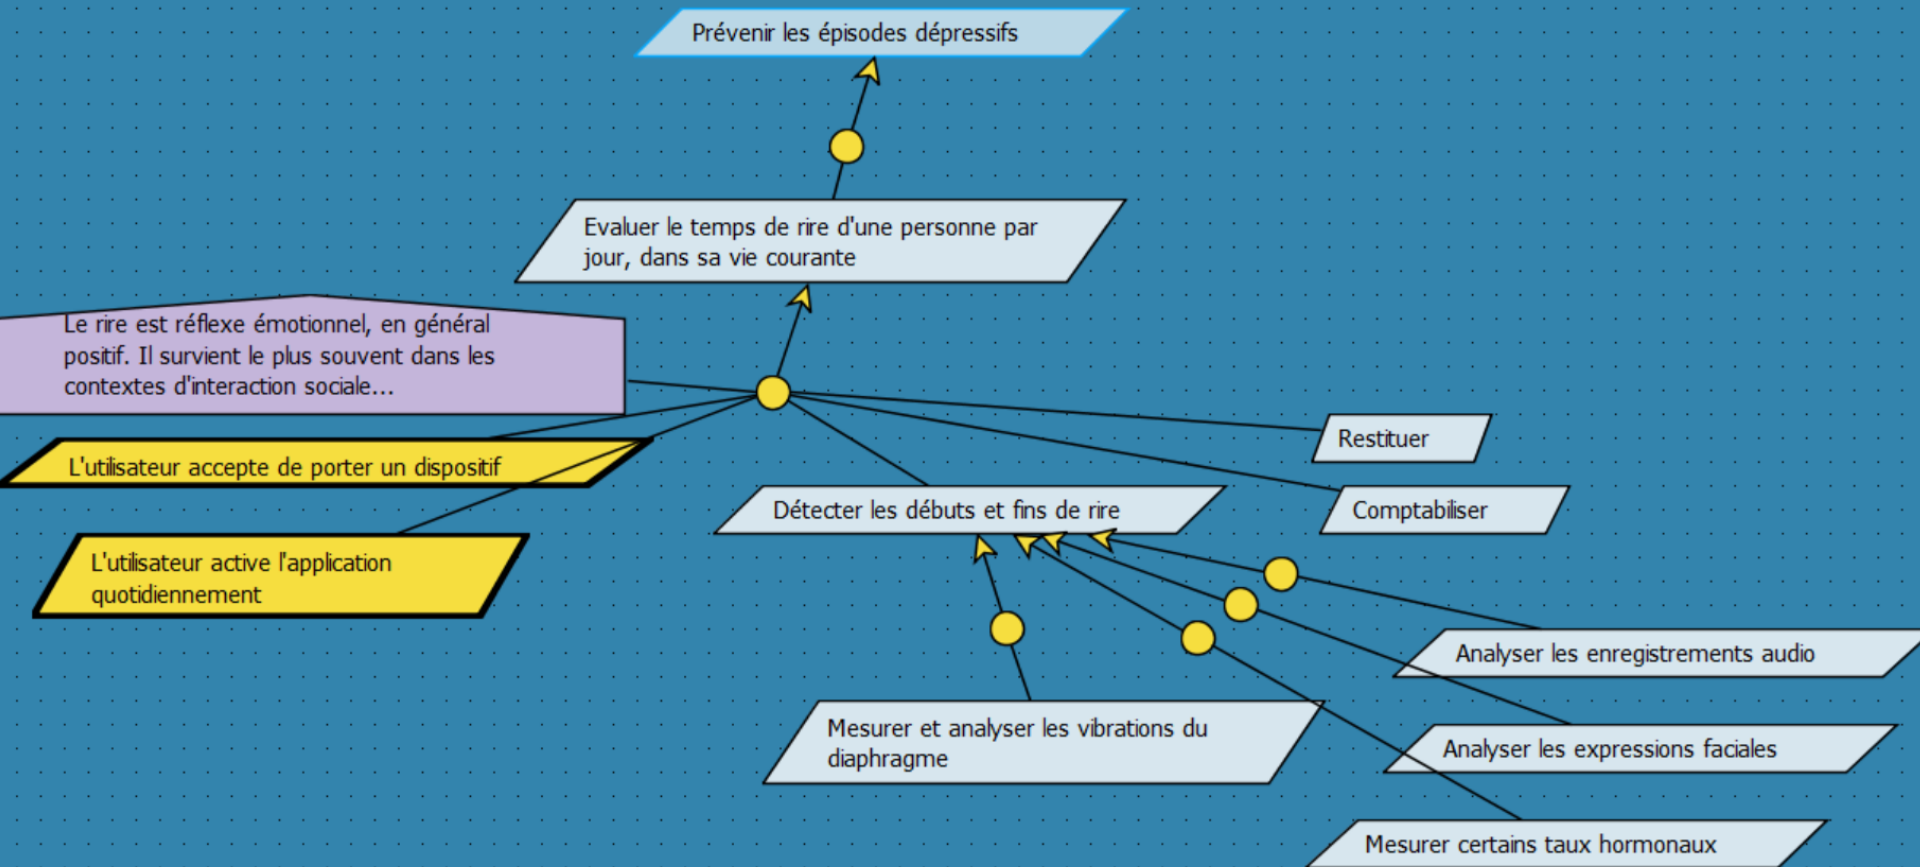 Prévenir les épisodes dépressifs
Evaluer le temps de rire d'une personne par
jour, dans sa vie courante
Le rire est réflexe émotionnel, en général
positif. Il survient le plus souvent dans les
contextes d'interaction sociale...
Restituer
L'utilisateur accepte de porter un dispositif
Détecter les débuts et fins de rire
Comptabiliser
L'utilisateur active l'application
quotidiennement
Analyser les enregistrements audio
Mesurer et analyser les vibrations du
diaphragme
Analyser les expressions faciales
Mesurer certains taux hormonaux